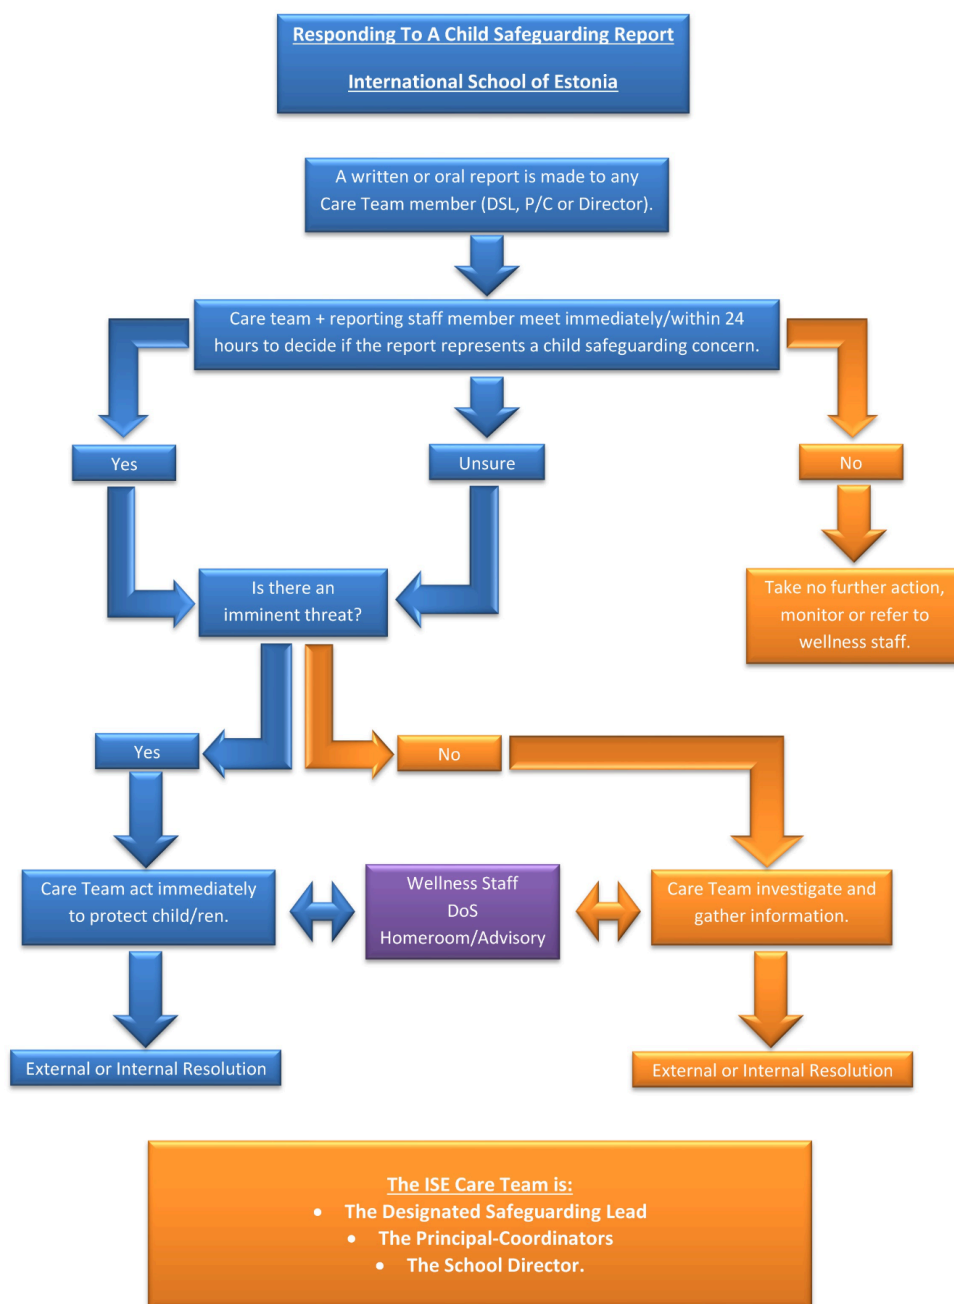 Responding To A Child Safeguarding Report
International School of Estonia
A written or oral report is made to any
Care Team member (DSL, P/C or Director).
Care team + reporting staff member meet immediately/within 24
hours to decide if the report represents a child safeguarding concern.
Yes
Unsure
No
Is there an
imminent threat?
Take no further action,
monitor or refer to
wellness staff.
Yes
No
Care Team act immediately
to protect child/ren.
Wellness Staff
DoS
Homeroom/Advisory
Care Team investigate and
gather information.
External or Internal Resolution
External or Internal Resolution
The ISE Care Team is:
• The Designated Safeguarding Lead
• The Principal-Coordinators
• The School Director.